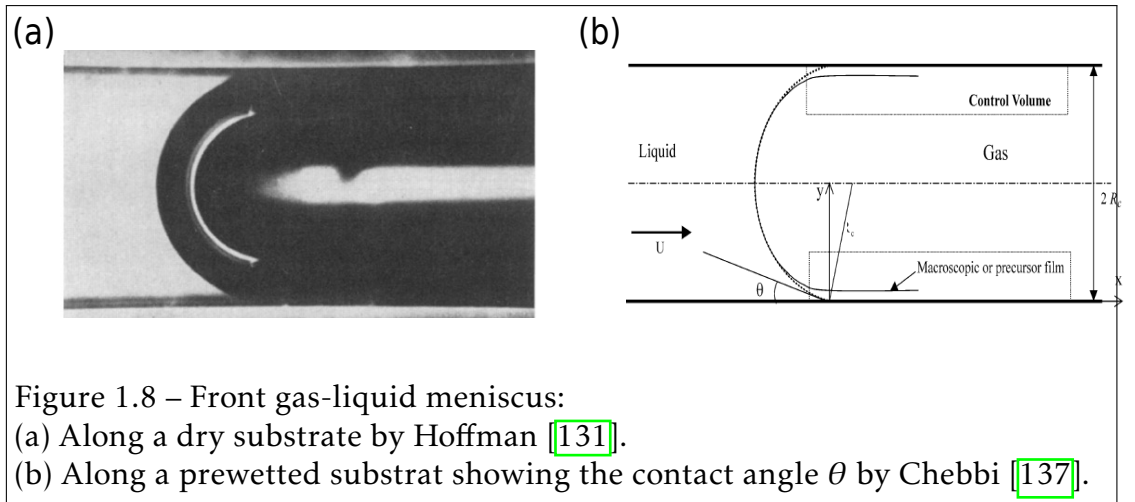 (a)
(b)
Control Volume
Liquid
Gas
y
2 R_c
U
Macroscopic or precursor film
x
θ
Figure 1.8 – Front gas-liquid meniscus:
(a) Along a dry substrate by Hoffman [131].
(b) Along a prewetted substrat showing the contact angle θ by Chebbi [137].